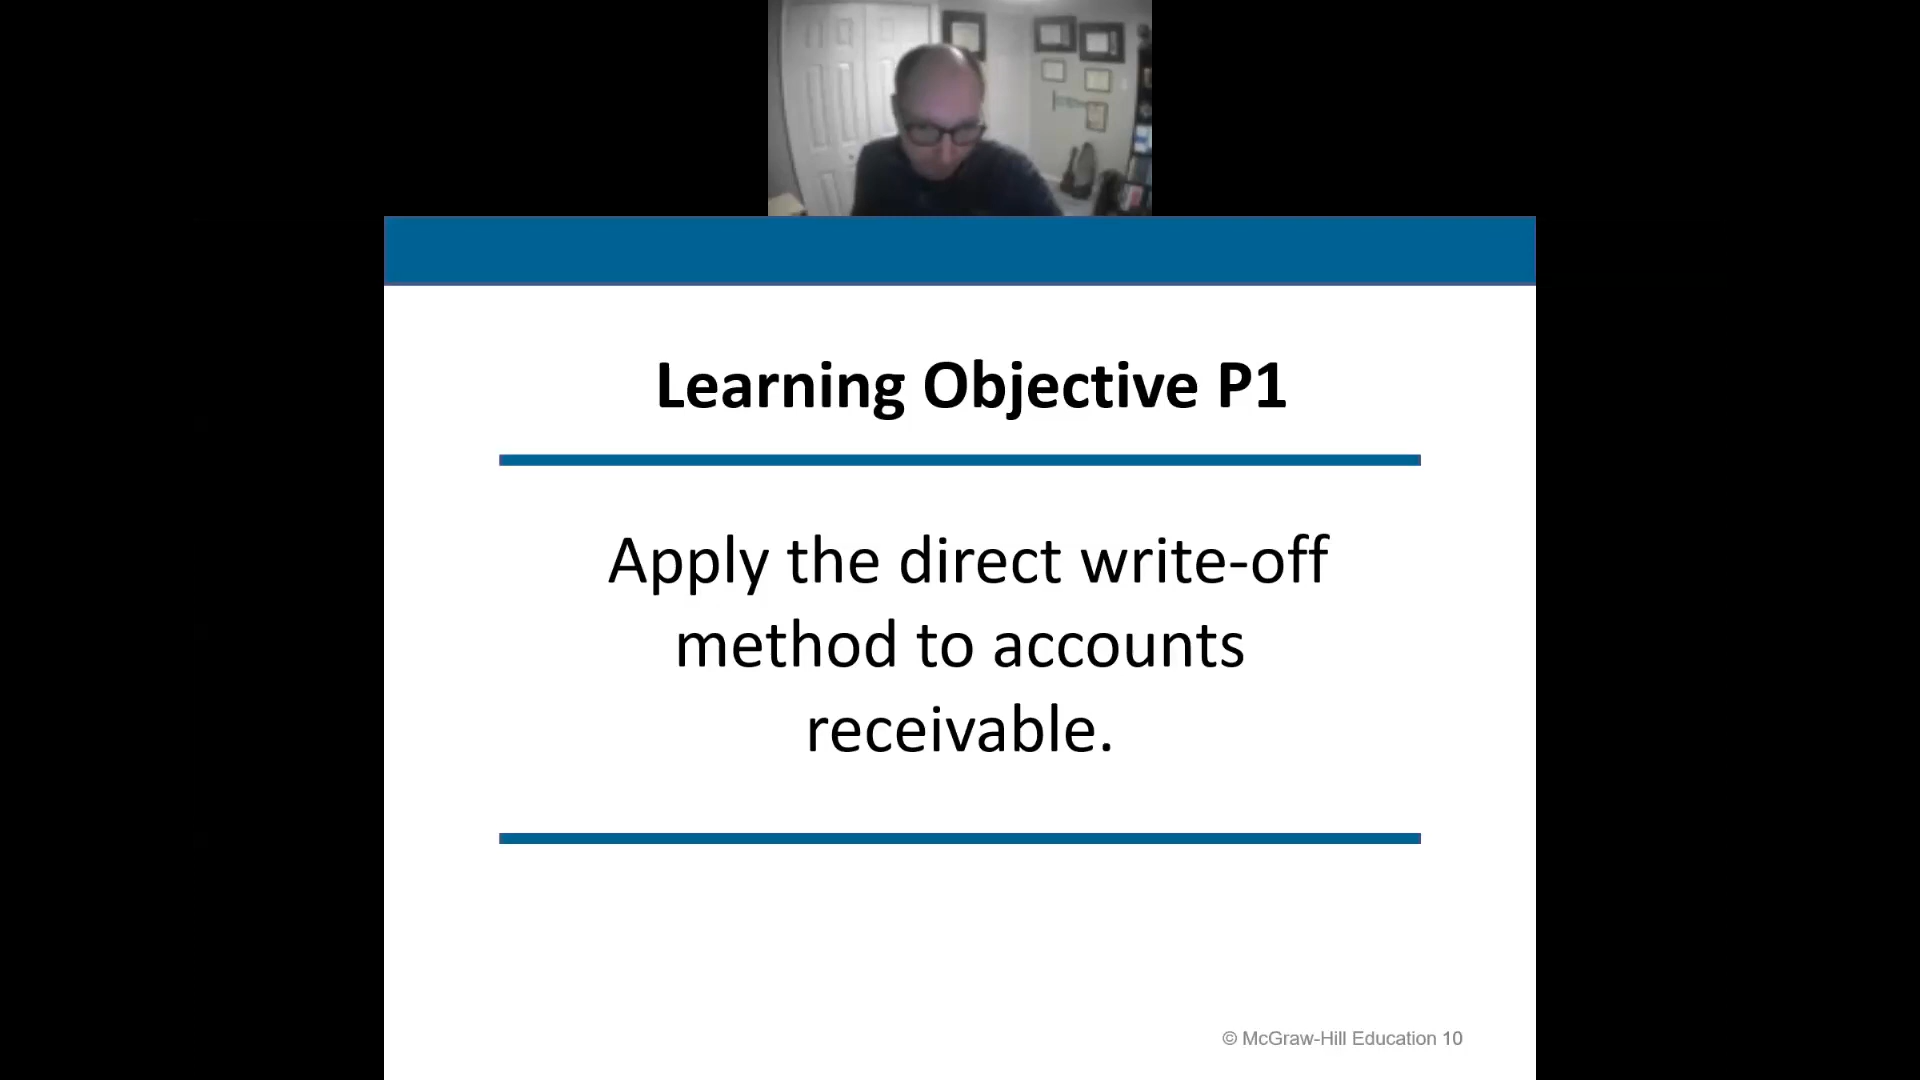 Learning Objective P1
Apply the direct write-off
method to accounts
receivable.
© McGraw-Hill Education 10